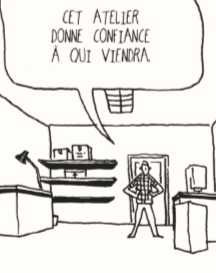 CET ATELIER
DONNE CONFIANCE
À QUI VIENDRA.